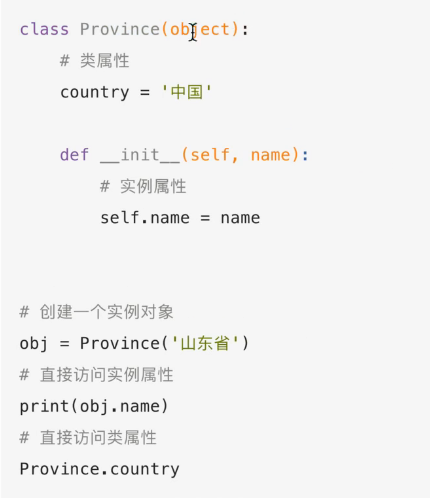 class Province(object):
# 类属性
country = '中国'
def __init__(self, name):
# 实例属性
self.name = name
# 创建一个实例对象
obj = Province('山东省')
# 直接访问实例属性
print(obj.name)
# 直接访问类属性
Province.country